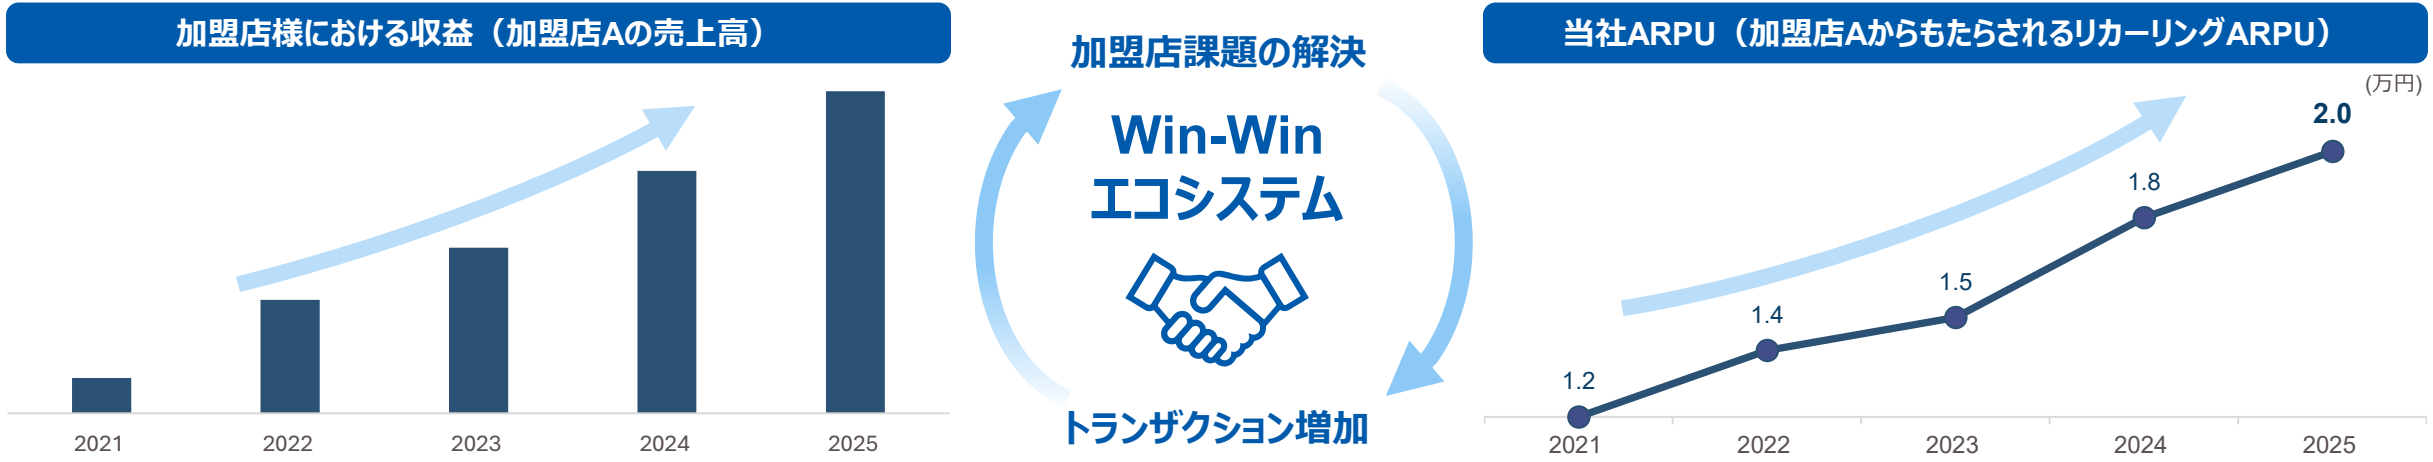 加盟店様における収益（加盟店Aの売上高）
2021
2022
2023
2024
2025
加盟店課題の解決
Win-Win
エコシステム
トランザクション増加
当社ARPU（加盟店AからもたらされるリカーリングARPU）
(万円)
1.2
1.4
1.5
1.8
2.0
2021
2022
2023
2024
2025